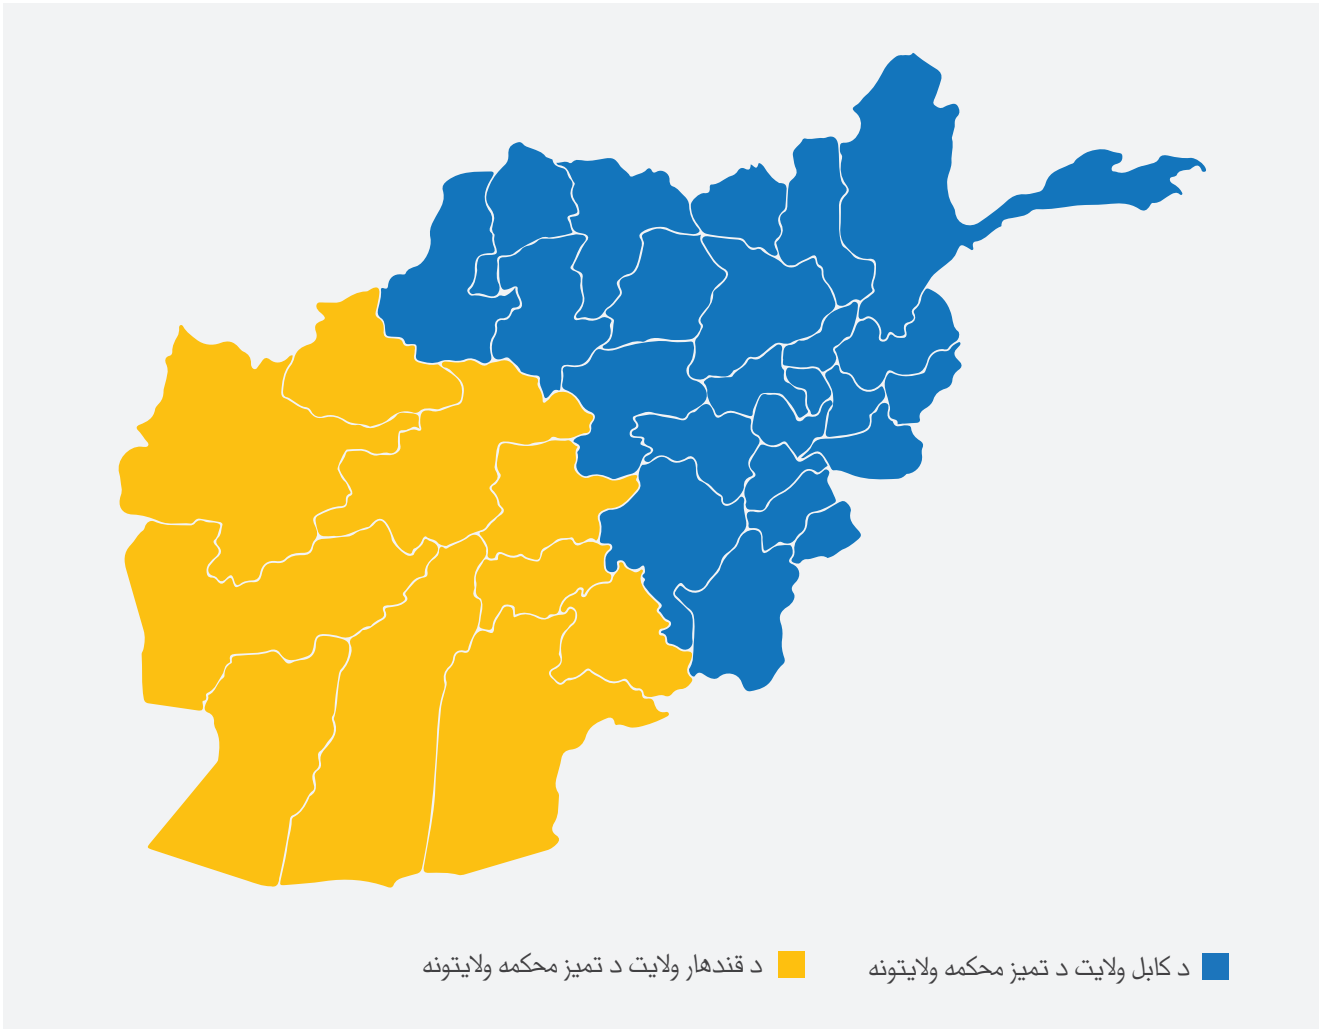 د کابل ولایت د تمیز محکمه ولایتونه
د قندهار ولایت د تمیز محکمه ولایتونه